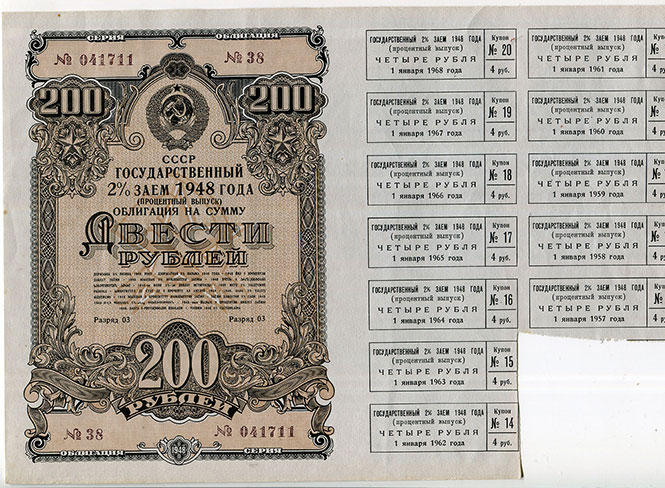 СЕРИЯ ОБЛИГАЦИЯ
№ 041711 № 38
200 200
СССР
ГОСУДАРСТВЕННЫЙ
2% ЗАЕМ 1948 ГОДА
(ПРОЦЕНТНЫЙ ВЫПУСК)
ОБЛИГАЦИЯ НА СУММУ
ДВЕСТИ
РУБЛЕЙ
Разряд 03 Разряд 03
200
РУБЛЕЙ
№ 38 № 041711
ОБЛИГАЦИЯ 1948 СЕРИЯ
ГОСУДАРСТВЕННЫЙ 2% ЗАЕМ 1948 ГОДА Купон
(процентный выпуск) № 20
ЧЕТЫРЕ РУБЛЯ
1 января 1968 года 4 руб.
ГОСУДАРСТВЕННЫЙ 2% ЗАЕМ 1948 ГОДА Купон
(процентный выпуск) № 19
ЧЕТЫРЕ РУБЛЯ
1 января 1967 года 4 руб.
ГОСУДАРСТВЕННЫЙ 2% ЗАЕМ 1948 ГОДА Купон
(процентный выпуск) № 18
ЧЕТЫРЕ РУБЛЯ
1 января 1966 года 4 руб.
ГОСУДАРСТВЕННЫЙ 2% ЗАЕМ 1948 ГОДА Купон
(процентный выпуск) № 17
ЧЕТЫРЕ РУБЛЯ
1 января 1965 года 4 руб.
ГОСУДАРСТВЕННЫЙ 2% ЗАЕМ 1948 ГОДА Купон
(процентный выпуск) № 16
ЧЕТЫРЕ РУБЛЯ
1 января 1964 года 4 руб.
ГОСУДАРСТВЕННЫЙ 2% ЗАЕМ 1948 ГОДА Купон
(процентный выпуск) № 15
ЧЕТЫРЕ РУБЛЯ
1 января 1963 года 4 руб.
ГОСУДАРСТВЕННЫЙ 2% ЗАЕМ 1948 ГОДА Купон
(процентный выпуск) № 14
ЧЕТЫРЕ РУБЛЯ
1 января 1962 года 4 руб.
ГОСУДАРСТВЕННЫЙ 2% ЗАЕМ 1948 ГОДА
(процентный выпуск) №
ЧЕТЫРЕ РУБЛЯ
1 января 1961 года 4
ГОСУДАРСТВЕННЫЙ 2% ЗАЕМ 1948 ГОДА
(процентный выпуск) №
ЧЕТЫРЕ РУБЛЯ
1 января 1960 года 4
ГОСУДАРСТВЕННЫЙ 2% ЗАЕМ 1948 ГОДА
(процентный выпуск) №
ЧЕТЫРЕ РУБЛЯ
1 января 1959 года 4
ГОСУДАРСТВЕННЫЙ 2% ЗАЕМ 1948 ГОДА
(процентный выпуск) №
ЧЕТЫРЕ РУБЛЯ
1 января 1958 года 4
ГОСУДАРСТВЕННЫЙ 2% ЗАЕМ 1948 ГОДА
(процентный выпуск) №
ЧЕТЫРЕ РУБЛЯ
1 января 1957 года 4